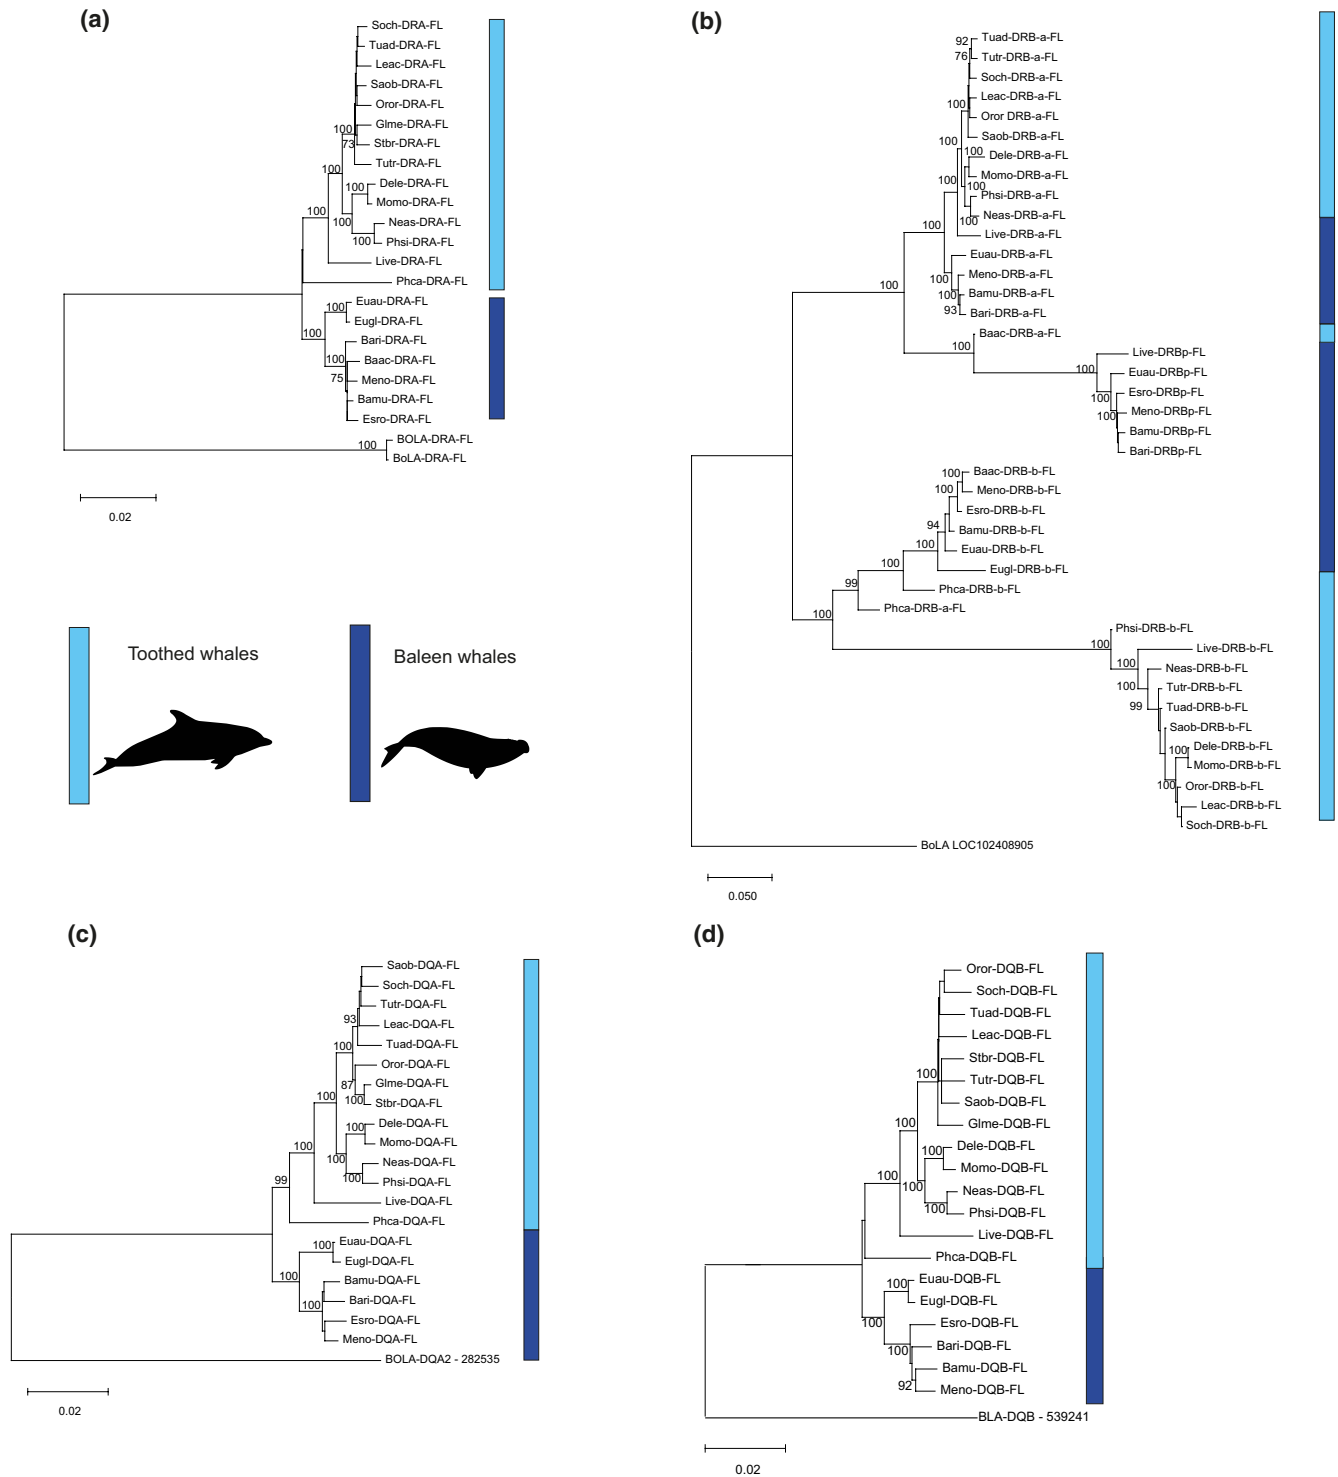 (a)
Soch-DRA-FL
Tuad-DRA-FL
Leac-DRA-FL
Saob-DRA-FL
Oror-DRA-FL
100
Glme-DRA-FL
73
Stbr-DRA-FL
Tutr-DRA-FL
100
Dele-DRA-FL
100
Momo-DRA-FL
100
Neas-DRA-FL
100
100
Phsi-DRA-FL
Live-DRA-FL
Phca-DRA-FL
Euau-DRA-FL
100
Eugl-DRA-FL
100
Bari-DRA-FL
100
Baac-DRA-FL
75
Meno-DRA-FL
Bamu-DRA-FL
Esro-DRA-FL
BOLA-DRA-FL
100
BoLA-DRA-FL
0.02
Toothed whales
Baleen whales
(b)
92
Tuad-DRB-a-FL
76
Tutr-DRB-a-FL
Soch-DRB-a-FL
Leac-DRB-a-FL
100
Oror DRB-a-FL
Saob-DRB-a-FL
100
100
Dele-DRB-a-FL
Momo-DRB-a-FL
100
100
Phsi-DRB-a-FL
Neas-DRB-a-FL
100
100
Live-DRB-a-FL
Euau-DRB-a-FL
Meno-DRB-a-FL
100
100
Bamu-DRB-a-FL
100
93
Bari-DRB-a-FL
Baac-DRB-a-FL
100
Live-DRBp-FL
100
Euau-DRBp-FL
Esro-DRBp-FL
100
Meno-DRBp-FL
100
Bamu-DRBp-FL
Bari-DRBp-FL
100
Baac-DRB-b-FL
100
Meno-DRB-b-FL
Esro-DRB-b-FL
94
Bamu-DRB-b-FL
100
Euau-DRB-b-FL
100
Eugl-DRB-b-FL
99
Phca-DRB-b-FL
100
Phca-DRB-a-FL
Phsi-DRB-b-FL
100
Live-DRB-b-FL
100
Neas-DRB-b-FL
100
Tutr-DRB-b-FL
99
Tuad-DRB-b-FL
Saob-DRB-b-FL
100
Dele-DRB-b-FL
Momo-DRB-b-FL
100
Oror-DRB-b-FL
Leac-DRB-b-FL
Soch-DRB-b-FL
BoLA LOC102408905
0.050
(c)
Saob-DQA-FL
Soch-DQA-FL
Tutr-DQA-FL
93
Leac-DQA-FL
100
Tuad-DQA-FL
Oror-DQA-FL
87
Glme-DQA-FL
100
100
Stbr-DQA-FL
100
Dele-DQA-FL
100
Momo-DQA-FL
100
Neas-DQA-FL
99
100
Phsi-DQA-FL
Live-DQA-FL
Phca-DQA-FL
100
Euau-DQA-FL
Eugl-DQA-FL
100
Bamu-DQA-FL
100
Bari-DQA-FL
Esro-DQA-FL
Meno-DQA-FL
BOLA-DQA2 - 282535
0.02
(d)
Oror-DQB-FL
Soch-DQB-FL
Tuad-DQB-FL
Leac-DQB-FL
Stbr-DQB-FL
100
Tutr-DQB-FL
Saob-DQB-FL
100
Glme-DQB-FL
100
Dele-DQB-FL
100
Momo-DQB-FL
100
Neas-DQB-FL
100
Phsi-DQB-FL
Live-DQB-FL
Phca-DQB-FL
100
Euau-DQB-FL
Eugl-DQB-FL
100
Esro-DQB-FL
100
Bari-DQB-FL
Bamu-DQB-FL
92
Meno-DQB-FL
BLA-DQB - 539241
0.02